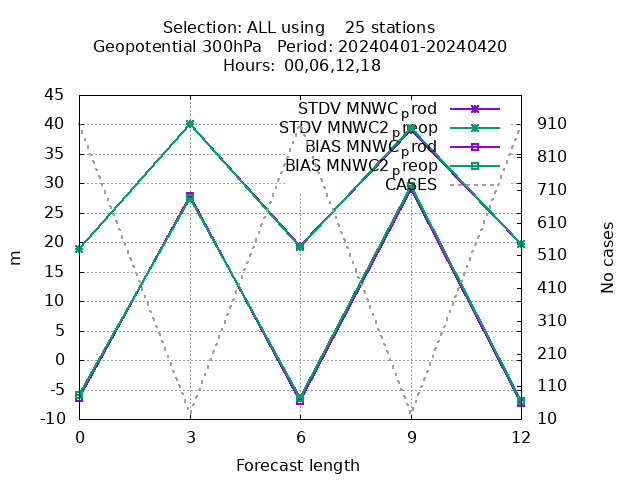 Selection: ALL using    25 stations
Geopotential 300hPa   Period: 20240401-20240420
Hours: 00,06,12,18
STDV MNWC_prod
STDV MNWC2_preop
BIAS MNWC_prod
BIAS MNWC2_preop
CASES
45
40
35
30
25
20
15
10
5
0
-5
-10
m
910
810
710
610
510
410
310
210
110
10
No cases
0 3 6 9 12
Forecast length